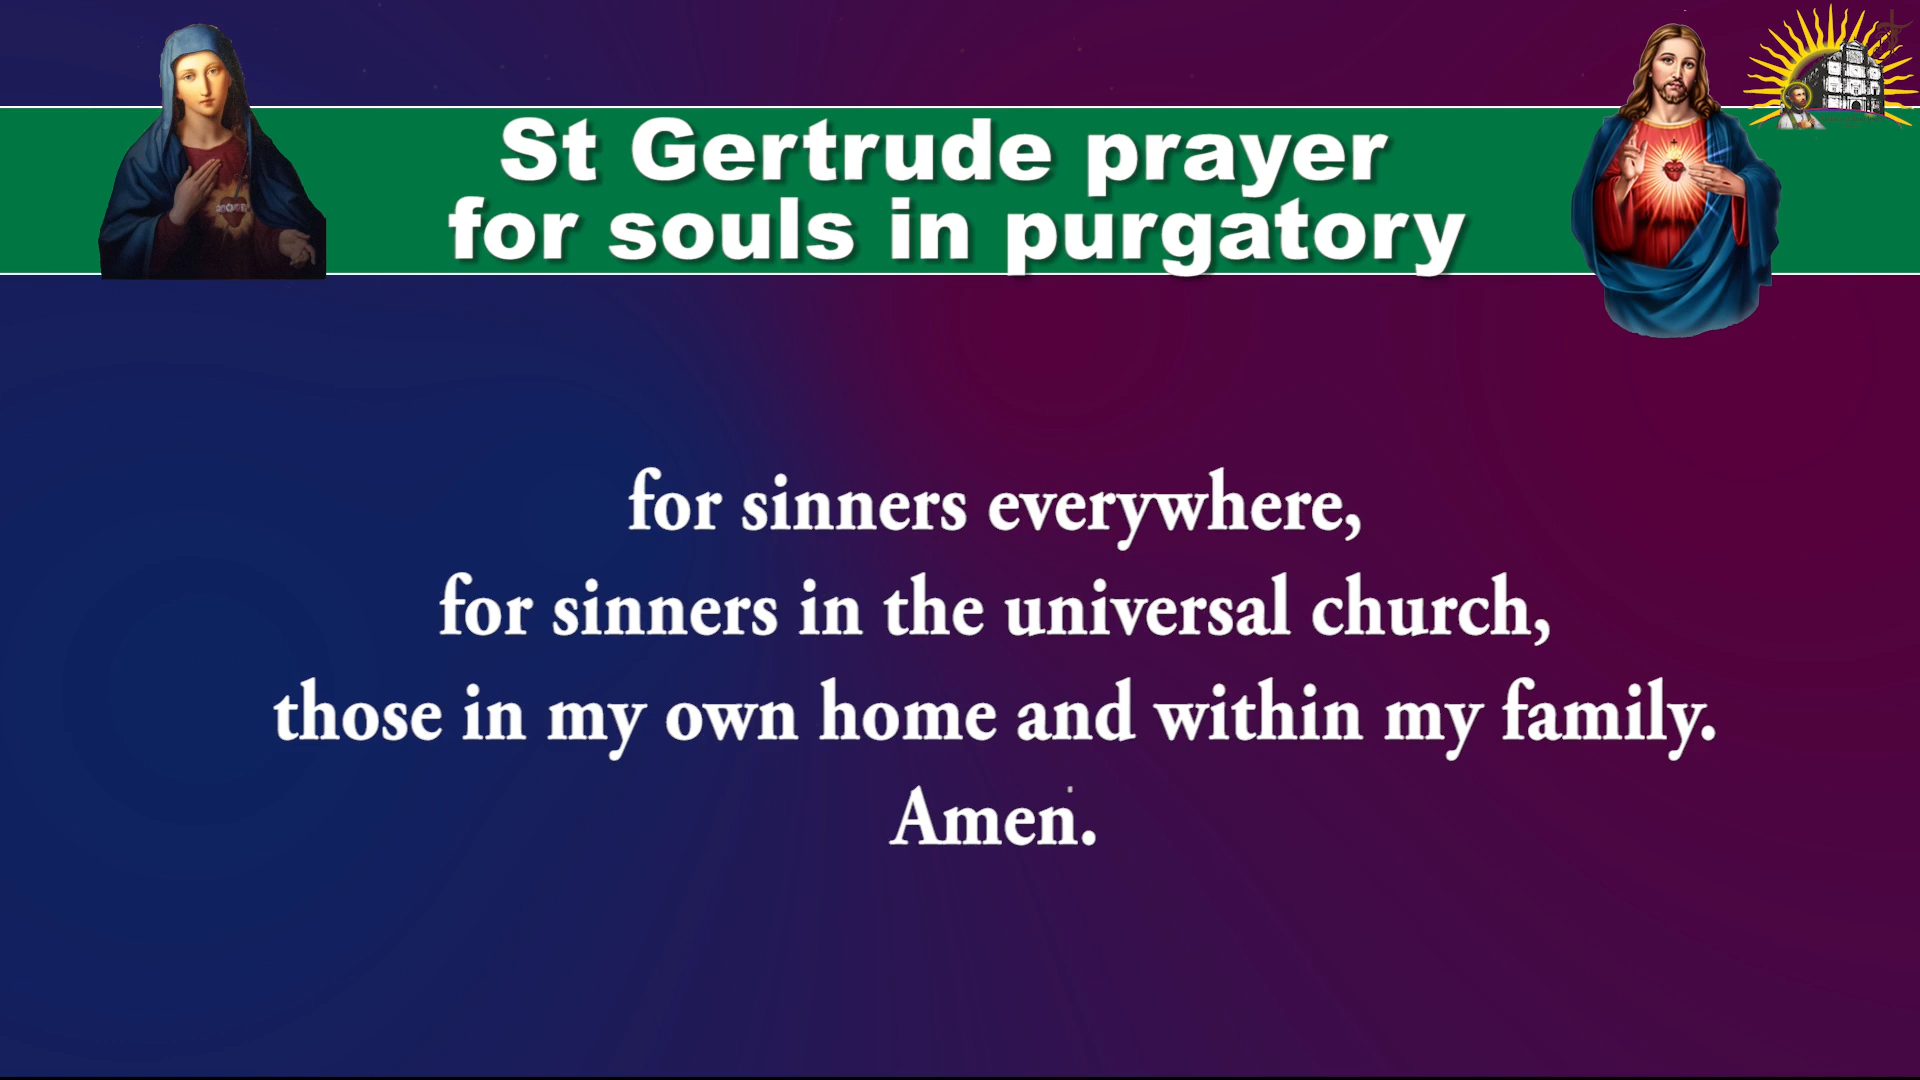 St Gertrude prayer
for souls in purgatory
for sinners everywhere,
for sinners in the universal church,
those in my own home and within my family.
Amen.